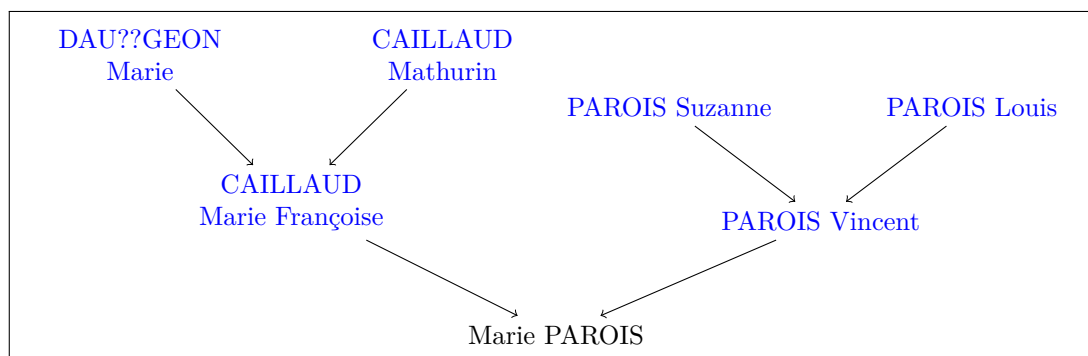 DAU??GEON
Marie
CAILLAUD
Mathurin
PAROIS Suzanne
PAROIS Louis
CAILLAUD
Marie Françoise
PAROIS Vincent
Marie PAROIS